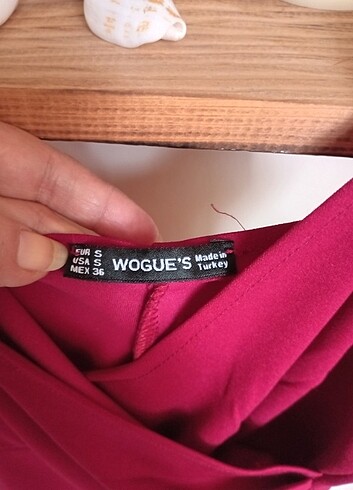 EUR S
USA S
MEX 36
WOGUE'S
Made in
Turkey